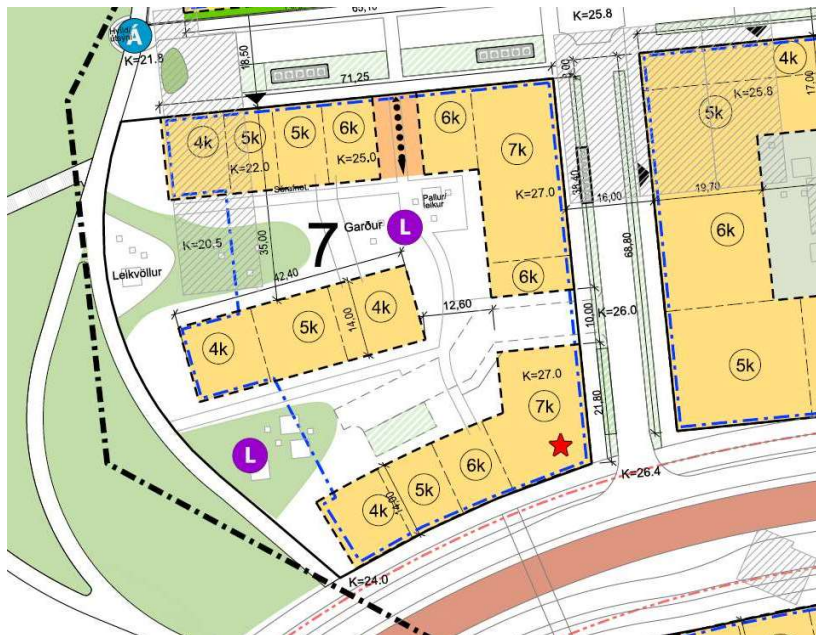 65,10
K=25.8
Á
K=21.8
18,50
71,25
4k
5k
K=25.8
17,00
4k
5k
5k
6k
6k
7k
K=22.0
K=25.0
K=27.0
38,40
16,00
19,70
Sérafnot
Pallur/
leikur
7
Garður
L
K=20.5
35,00
Leikvöllur
42,40
68,80
6k
6k
4k
5k
4k
14,00
12,60
10,00
K=26.0
5k
K=27.0
7k
21,80
L
6k
5k
4k
14,00
K=26.4
K=24.0